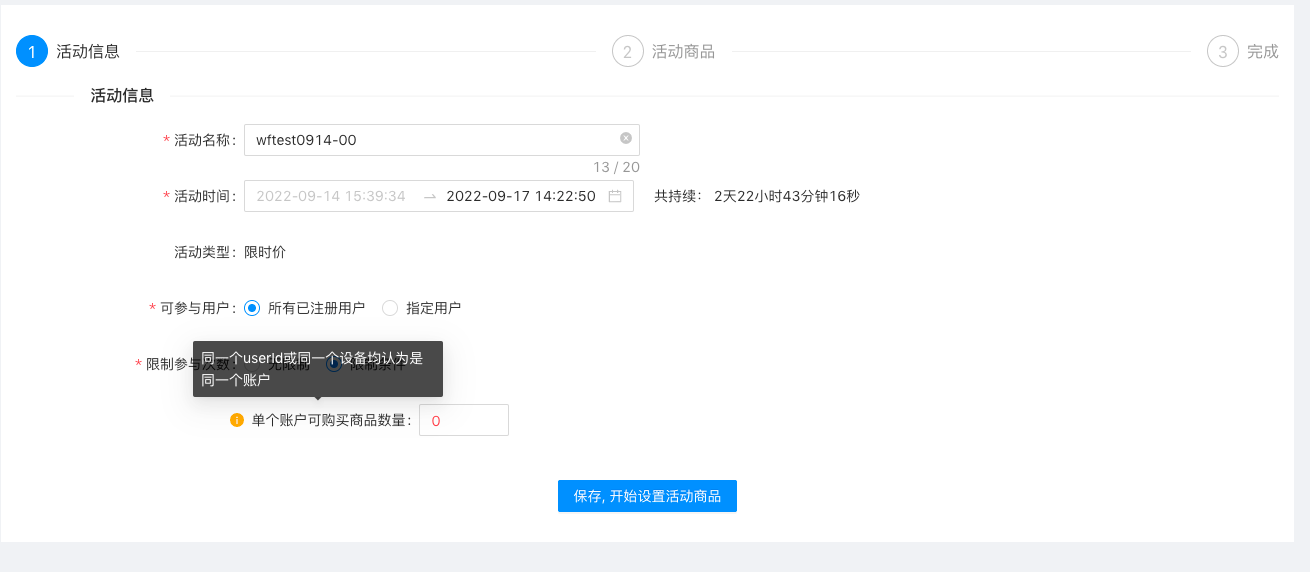 1 活动信息
2 活动商品
3 完成
活动信息
* 活动名称: wftest0914-00
13 / 20
* 活动时间: 2022-09-14 15:39:34 → 2022-09-17 14:22:50 共持续: 2天22小时43分钟16秒
活动类型: 限时价
* 可参与用户: 所有已注册用户 指定用户
* 限制参与次数: 无限制 限制条件
同一个userId或同一个设备均认为是
同一个账户
单个账户可购买商品数量: 0
保存, 开始设置活动商品